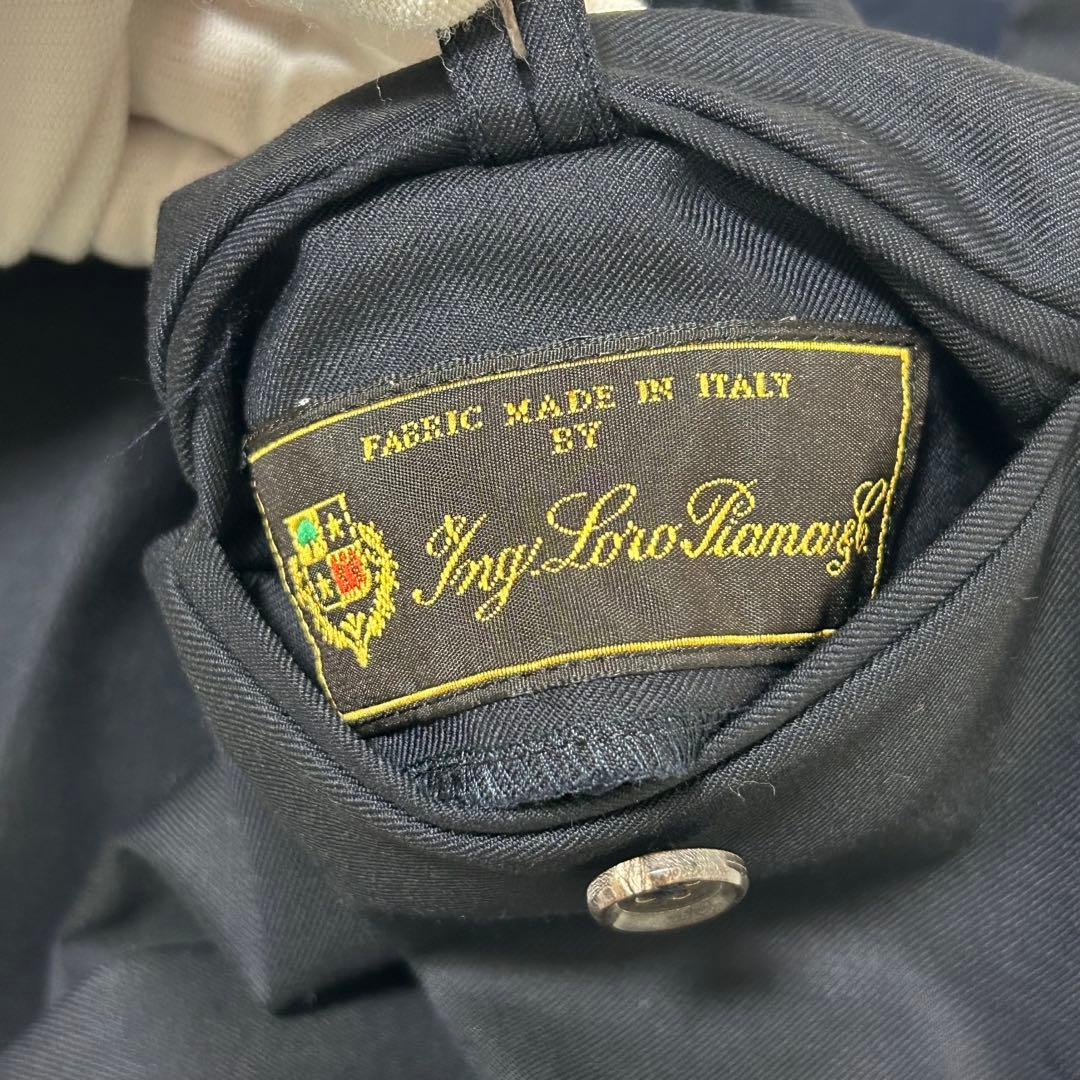 FABRIC MADE IN ITALY
BY
Ing. Loro Piana & C